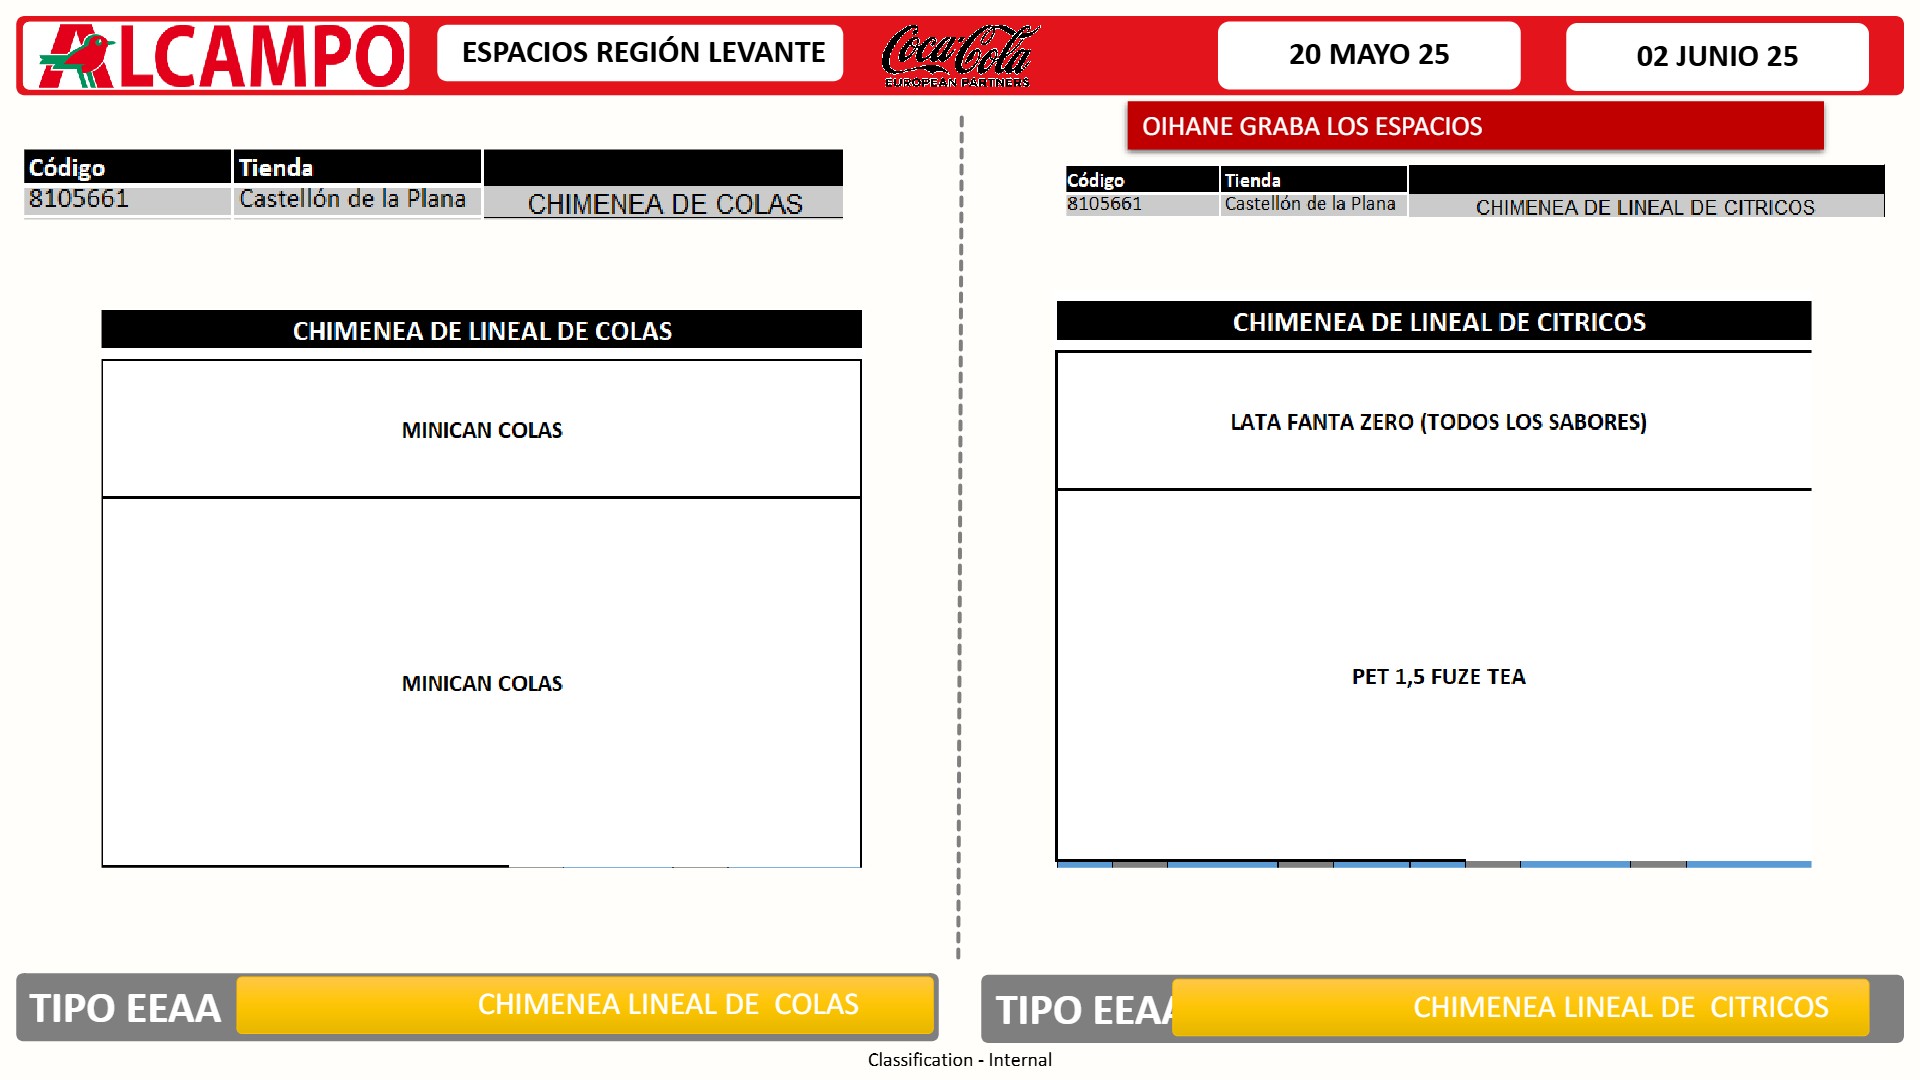 ALCAMPO
ESPACIOS REGIÓN LEVANTE
Coca-Cola
EUROPEAN PARTNERS
20 MAYO 25
02 JUNIO 25
OIHANE GRABA LOS ESPACIOS
Código Tienda
8105661 Castellón de la Plana CHIMENEA DE COLAS
CHIMENEA DE LINEAL DE COLAS
MINICAN COLAS
MINICAN COLAS
TIPO EEAA CHIMENEA LINEAL DE  COLAS
Código Tienda
8105661 Castellón de la Plana CHIMENEA DE LINEAL DE CITRICOS
CHIMENEA DE LINEAL DE CITRICOS
LATA FANTA ZERO (TODOS LOS SABORES)
PET 1,5 FUZE TEA
TIPO EEAA CHIMENEA LINEAL DE  CITRICOS
Classification - Internal